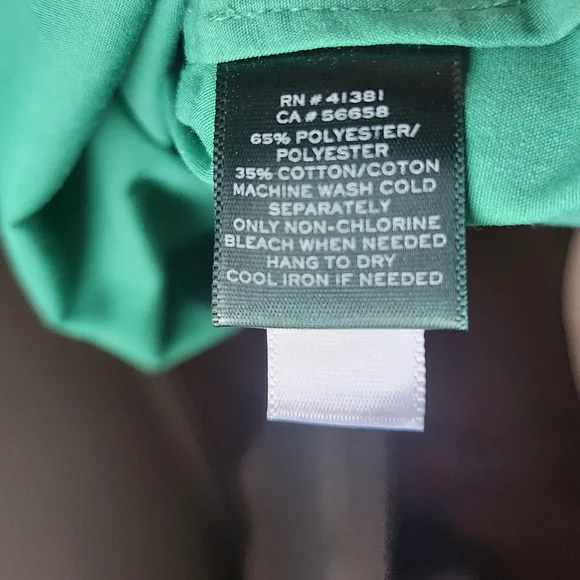 RN # 41381
CA # 56658
65% POLYESTER/
POLYESTER
35% COTTON/COTON
MACHINE WASH COLD
SEPARATELY
ONLY NON-CHLORINE
BLEACH WHEN NEEDED
HANG TO DRY
COOL IRON IF NEEDED